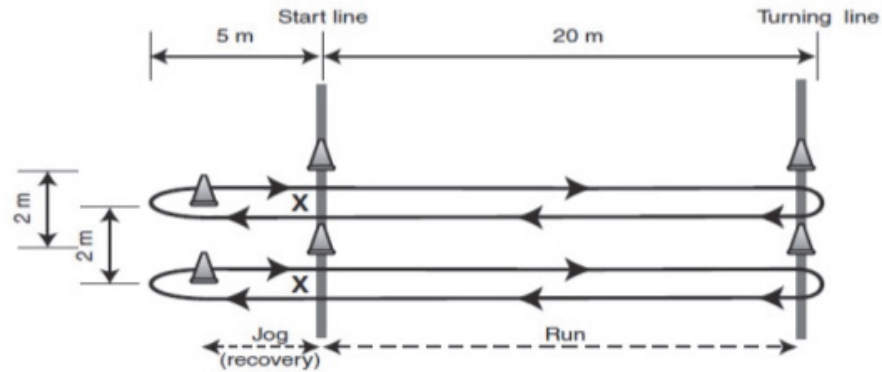 Start line
Turning line
5 m
20 m
2 m
2 m
X
X
Jog
(recovery)
Run